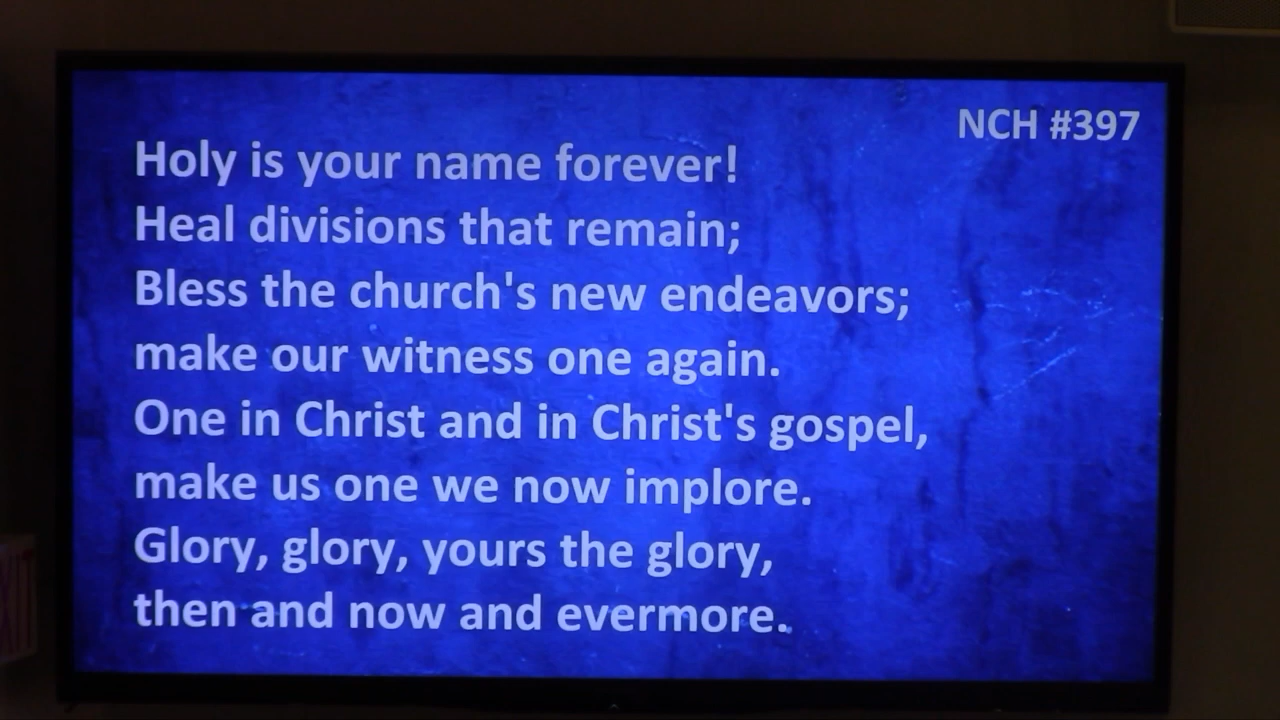 NCH #397
Holy is your name forever!
Heal divisions that remain;
Bless the church's new endeavors;
make our witness one again.
One in Christ and in Christ's gospel,
make us one we now implore.
Glory, glory, yours the glory,
then and now and evermore.